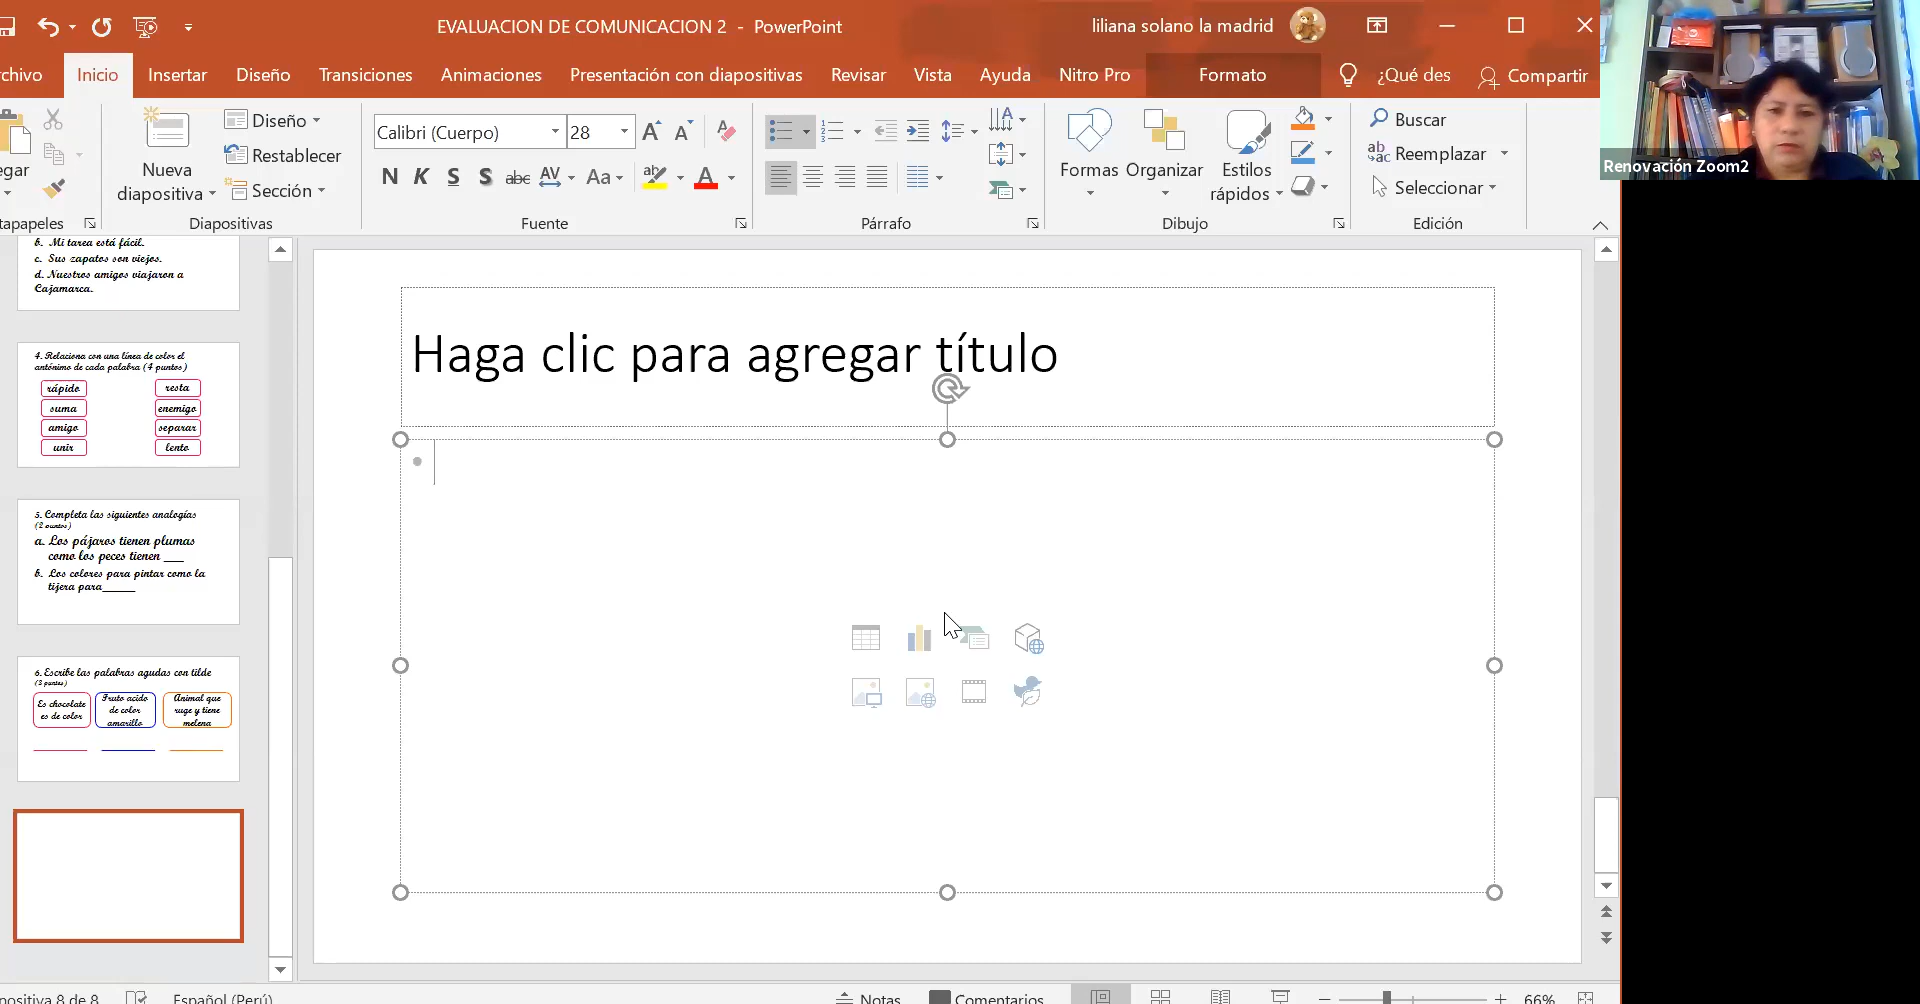 EVALUACION DE COMUNICACION 2 - PowerPoint
liliana solano la madrid
rchivo Inicio Insertar Diseño Transiciones Animaciones Presentación con diapositivas Revisar Vista Ayuda Nitro Pro Formato ¿Qué des Compartir
egar
tapapeles
Nueva
diapositiva
Diseño
Restablecer
Sección
Diapositivas
Calibri (Cuerpo) 28
N K S S abc AV Aa ab A
Fuente
Párrafo
Formas
Organizar
Estilos
rápidos
Dibujo
Buscar
Reemplazar
Seleccionar
Edición
Renovación Zoom2
b. Mi tarea está fácil.
c. Sus zapatos son viejos.
d. Nuestros amigos viajaron a
Cajamarca.
4. Relaciona con una línea de color el
antónimo de cada palabra (4 puntos)
rápido resta
suma enemigo
amigo separar
unir lento
5. Completa las siguientes analogías
(2 puntos)
a. Los pájaros tienen plumas
como los peces tienen ___
b. Los colores para pintar como la
tijera para_____
6. Escribe las palabras agudas con tilde
(3 puntos)
Es chocolate
es de color
Fruto acido
de color
amarillo
Animal que
ruge y tiene
melena
Haga clic para agregar título
positiva 8 de 8
Español (Perú)
Notas
Comentarios
66%